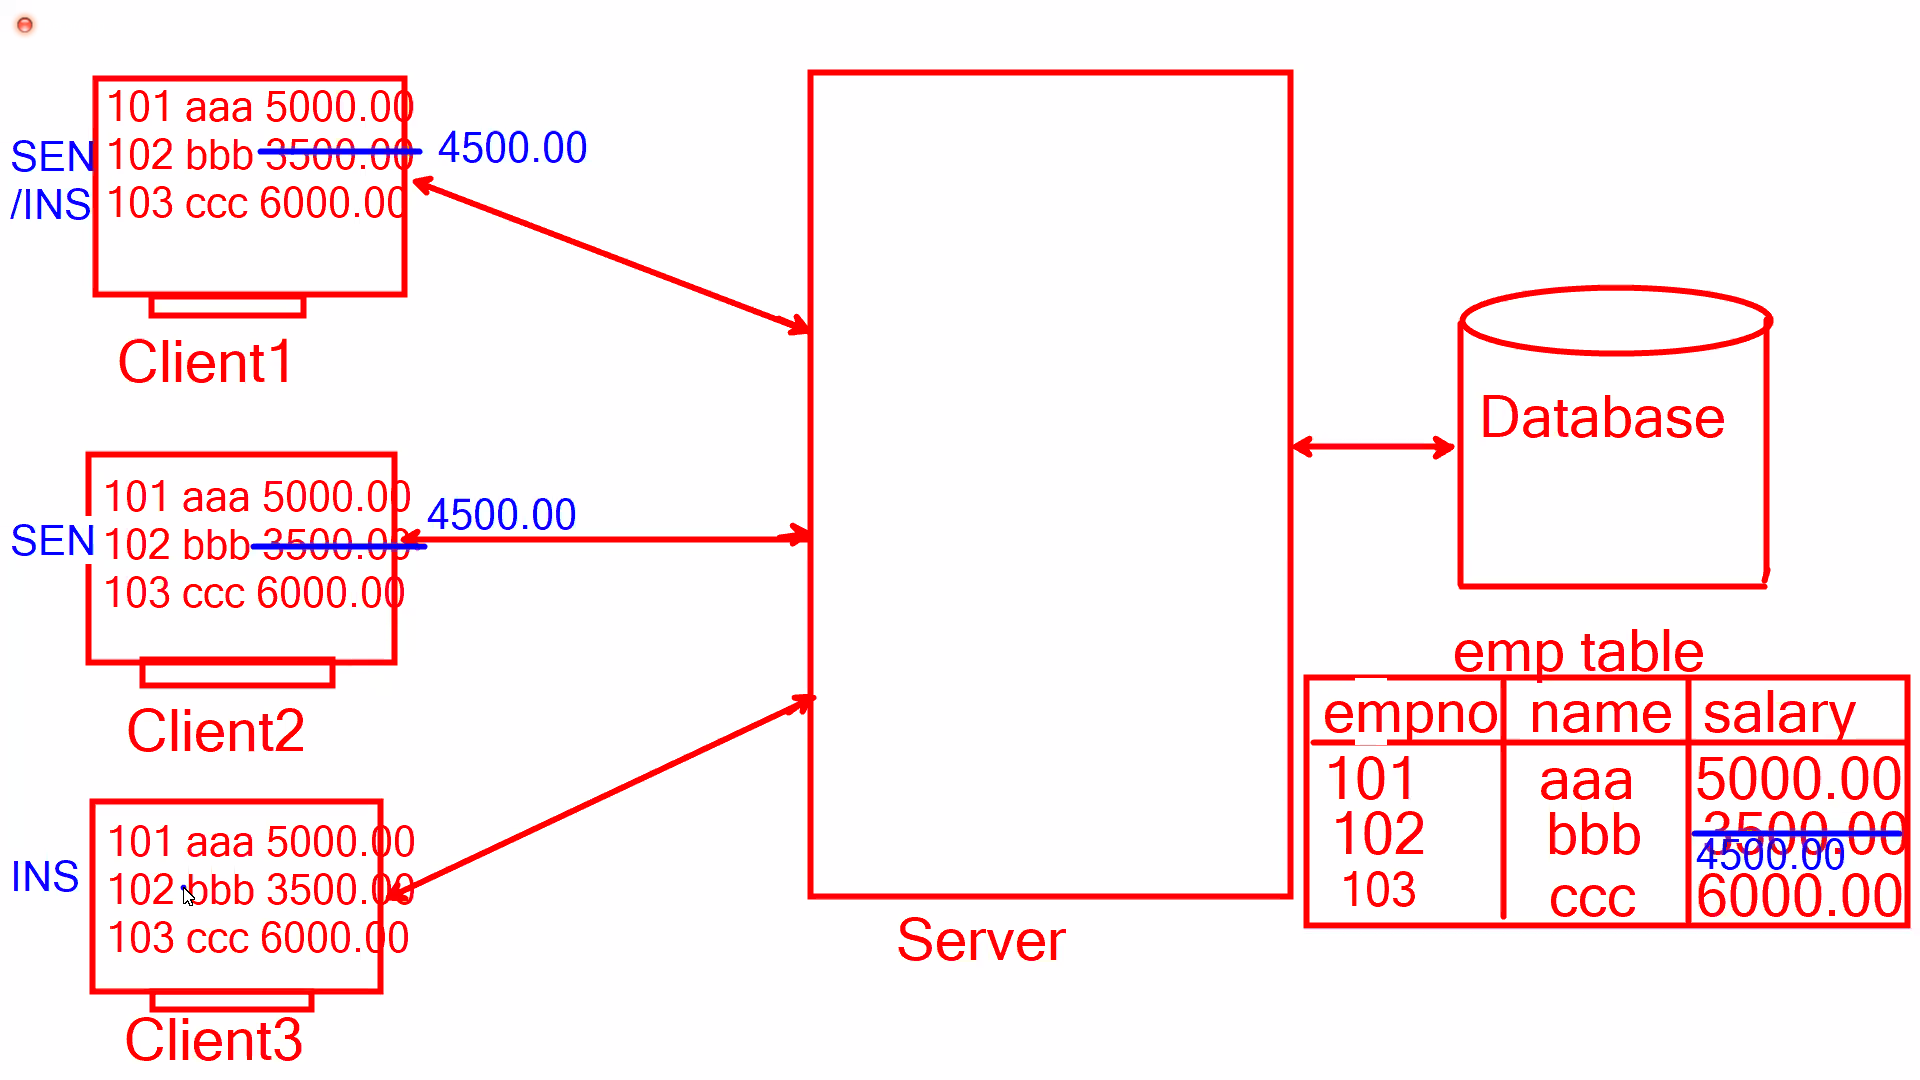 101 aaa 5000.00
SEN 102 bbb 3500.00 4500.00
/INS 103 ccc 6000.00
Client1
101 aaa 5000.00 4500.00
SEN 102 bbb 3500.00
103 ccc 6000.00
Client2
101 aaa 5000.00
INS 102 bbb 3500.00
103 ccc 6000.00
Client3
Server
Database
emp table
empno name salary
101 aaa 5000.00
102 bbb 3500.00
4500.00
103 ccc 6000.00